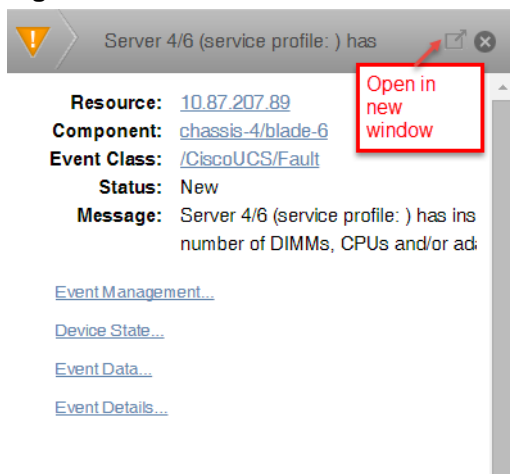 Server 4/6 (service profile: ) has
Open in
new
window
Resource: 10.87.207.89
Component: chassis-4/blade-6
Event Class: /CiscoUCS/Fault
Status: New
Message: Server 4/6 (service profile: ) has ins
number of DIMMs, CPUs and/or ada
Event Management...
Device State...
Event Data...
Event Details...